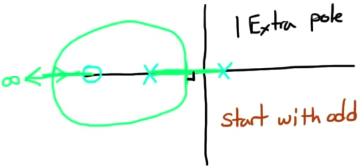 1 Extra pole
∞
start with odd